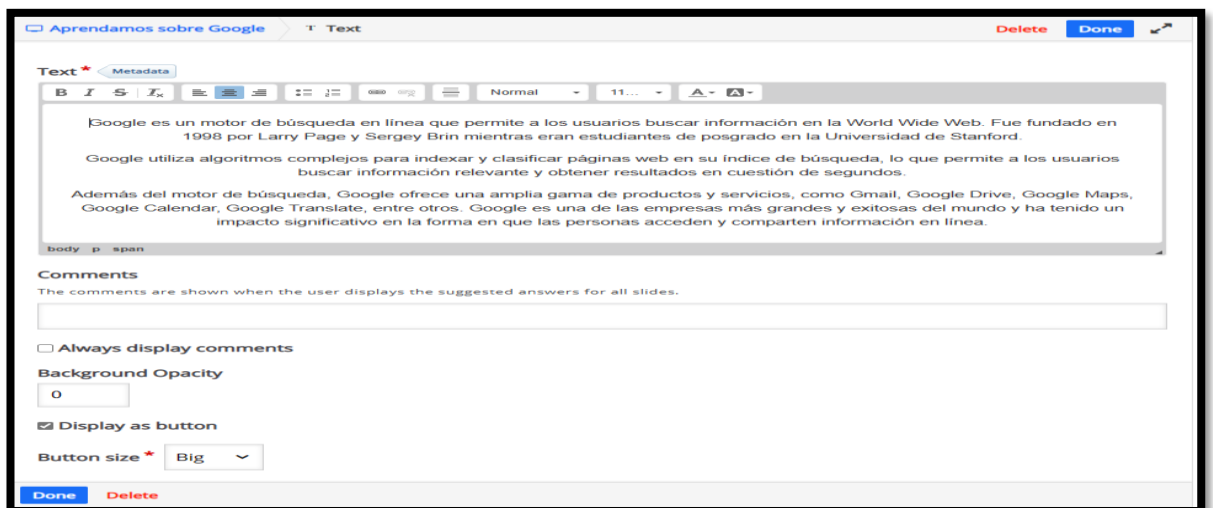 Aprendamos sobre Google T Text Delete Done
Text * Metadata
B I S Tx Normal 11... A A
Google es un motor de búsqueda en línea que permite a los usuarios buscar información en la World Wide Web. Fue fundado en
1998 por Larry Page y Sergey Brin mientras eran estudiantes de posgrado en la Universidad de Stanford.
Google utiliza algoritmos complejos para indexar y clasificar páginas web en su índice de búsqueda, lo que permite a los usuarios
buscar información relevante y obtener resultados en cuestión de segundos.
Además del motor de búsqueda, Google ofrece una amplia gama de productos y servicios, como Gmail, Google Drive, Google Maps,
Google Calendar, Google Translate, entre otros. Google es una de las empresas más grandes y exitosas del mundo y ha tenido un
impacto significativo en la forma en que las personas acceden y comparten información en línea.
body p span
Comments
The comments are shown when the user displays the suggested answers for all slides.
Always display comments
Background Opacity
0
Display as button
Button size * Big
Done Delete